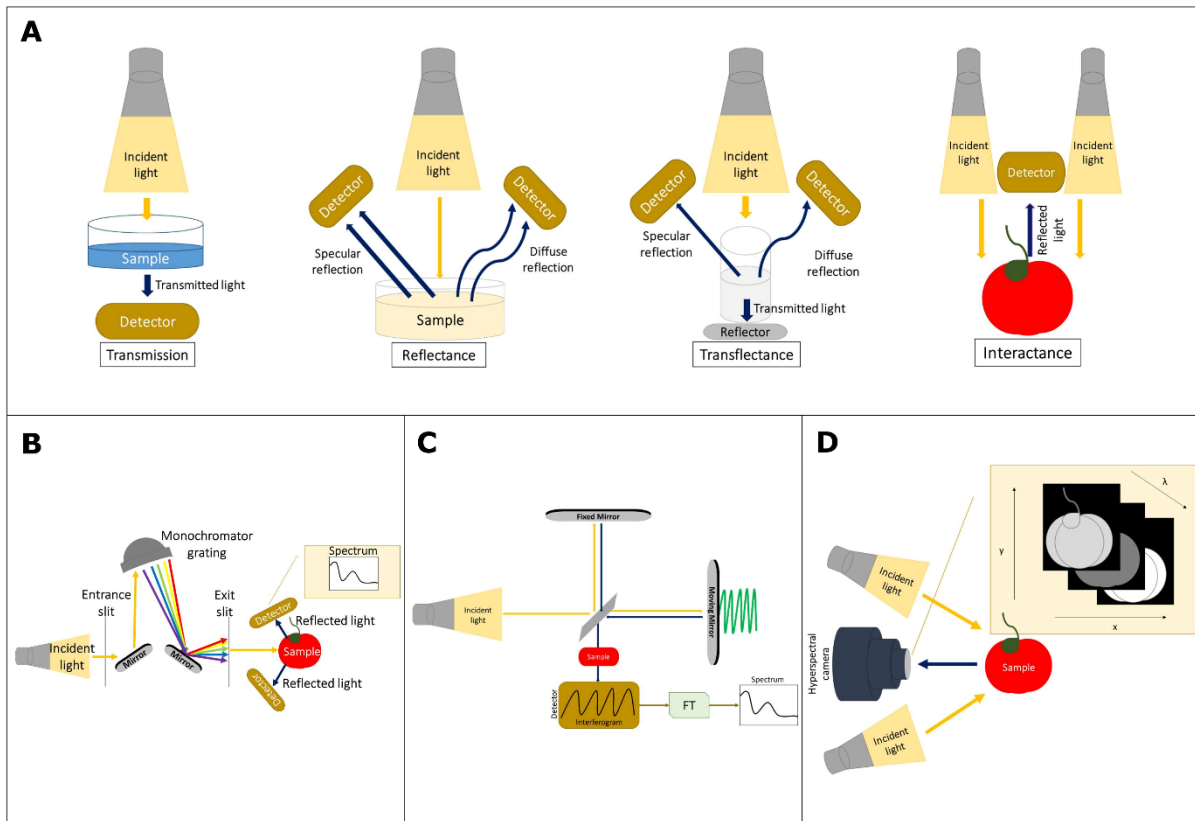 A
Incident
light
Sample
Transmitted light
Detector
Transmission
Incident
light
Detector
Detector
Specular
reflection
Diffuse
reflection
Sample
Reflectance
Incident
light
Detector
Detector
Specular
reflection
Diffuse
reflection
Transmitted light
Reflector
Transflectance
Incident
light
Incident
light
Detector
Reflected
light
Interactance
B
Monochromator
grating
Entrance
slit
Exit
slit
Spectrum
Incident
light
Mirror
Mirror
Detector
Reflected light
Sample
Reflected light
Detector
C
Fixed Mirror
Incident
light
Moving Mirror
Sample
Detector
Interferogram
FT
Spectrum
D
λ
y
x
Incident
light
Hyperspectral
camera
Sample
Incident
light